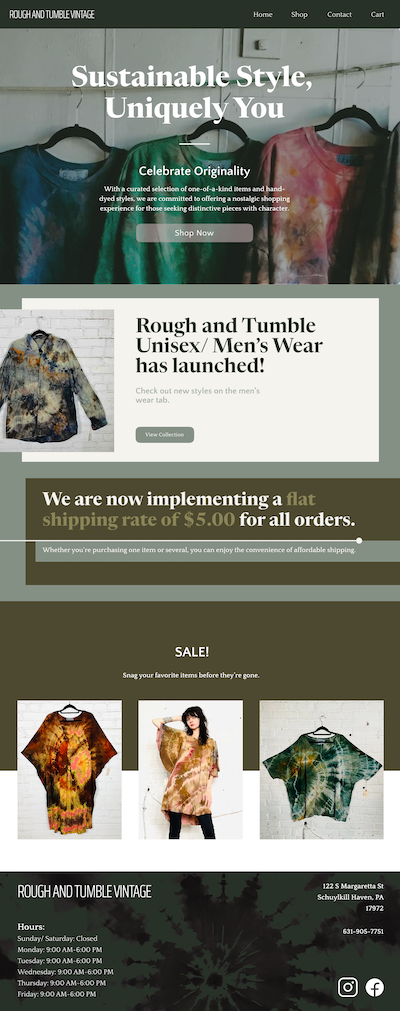 ROUGH AND TUMBLE VINTAGE
Home Shop Contact Cart
Sustainable Style,
Uniquely You
Celebrate Originality
With a curated selection of one-of-a-kind items and hand-
dyed styles, we are committed to offering a nostalgic shopping
experience for those seeking distinctive pieces with character.
Shop Now
Rough and Tumble
Unisex/ Men's Wear
has launched!
Check out new styles on the men's
wear tab.
View Collection
We are now implementing a flat
shipping rate of $5.00 for all orders.
Whether you're purchasing one item or several, you can enjoy the convenience of affordable shipping.
SALE!
Snag your favorite items before they're gone.
ROUGH AND TUMBLE VINTAGE
Hours:
Sunday/ Saturday: Closed
Monday: 9:00 AM-6:00 PM
Tuesday: 9:00 AM-6:00 PM
Wednesday: 9:00 AM-6:00 PM
Thursday: 9:00 AM-6:00 PM
Friday: 9:00 AM-6:00 PM
122 S Margaretta St
Schuylkill Haven, PA
17972
631-905-7751